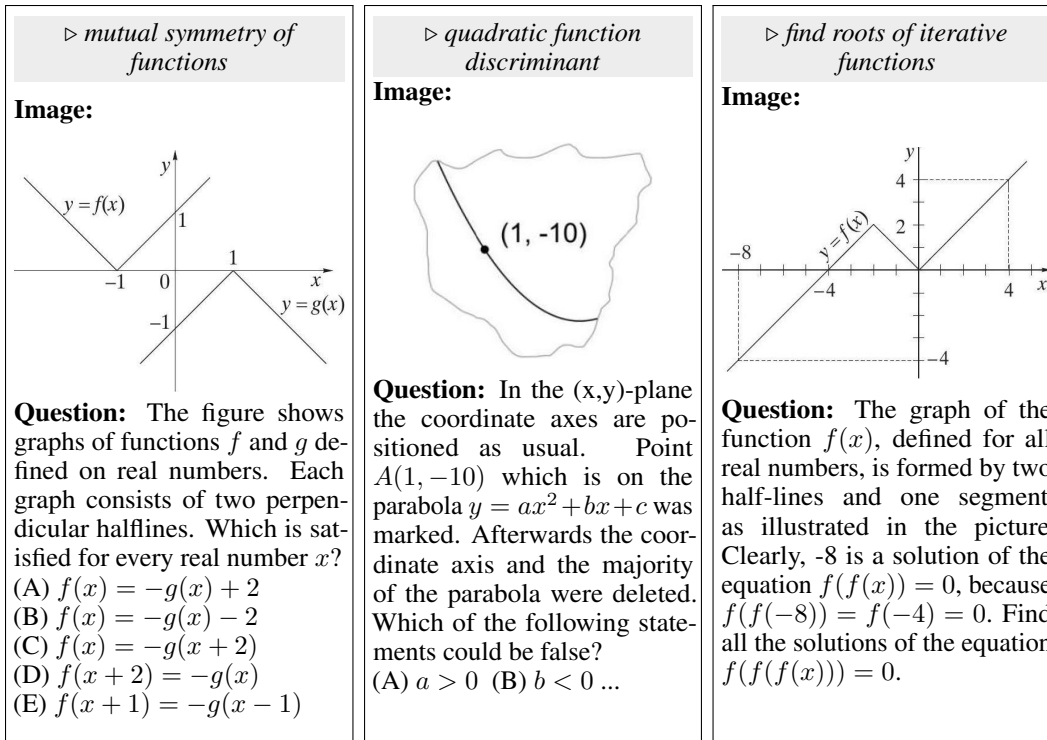 ▷ mutual symmetry of
functions
Image:
y
y = f(x)
1
1
-1
0
x
-1
y = g(x)
Question: The figure shows
graphs of functions f and g de-
fined on real numbers. Each
graph consists of two perpen-
dicular halflines. Which is sat-
isfied for every real number x?
(A) f(x) = −g(x) + 2
(B) f(x) = −g(x) − 2
(C) f(x) = −g(x + 2)
(D) f(x + 2) = −g(x)
(E) f(x + 1) = −g(x − 1)
▷ quadratic function
discriminant
Image:
(1, -10)
Question: In the (x,y)-plane
the coordinate axes are po-
sitioned as usual. Point
A(1, −10) which is on the
parabola y = ax²+bx+c was
marked. Afterwards the coor-
dinate axis and the majority
of the parabola were deleted.
Which of the following state-
ments could be false?
(A) a > 0 (B) b < 0 ...
▷ find roots of iterative
functions
Image:
y
4
y = f(x)
2
−8
−4
4
x
−4
Question: The graph of the
function f(x), defined for all
real numbers, is formed by two
half-lines and one segment
as illustrated in the picture
Clearly, -8 is a solution of the
equation f(f(x)) = 0, because
f(f(−8)) = f(−4) = 0. Find
all the solutions of the equation
f(f(f(x))) = 0.